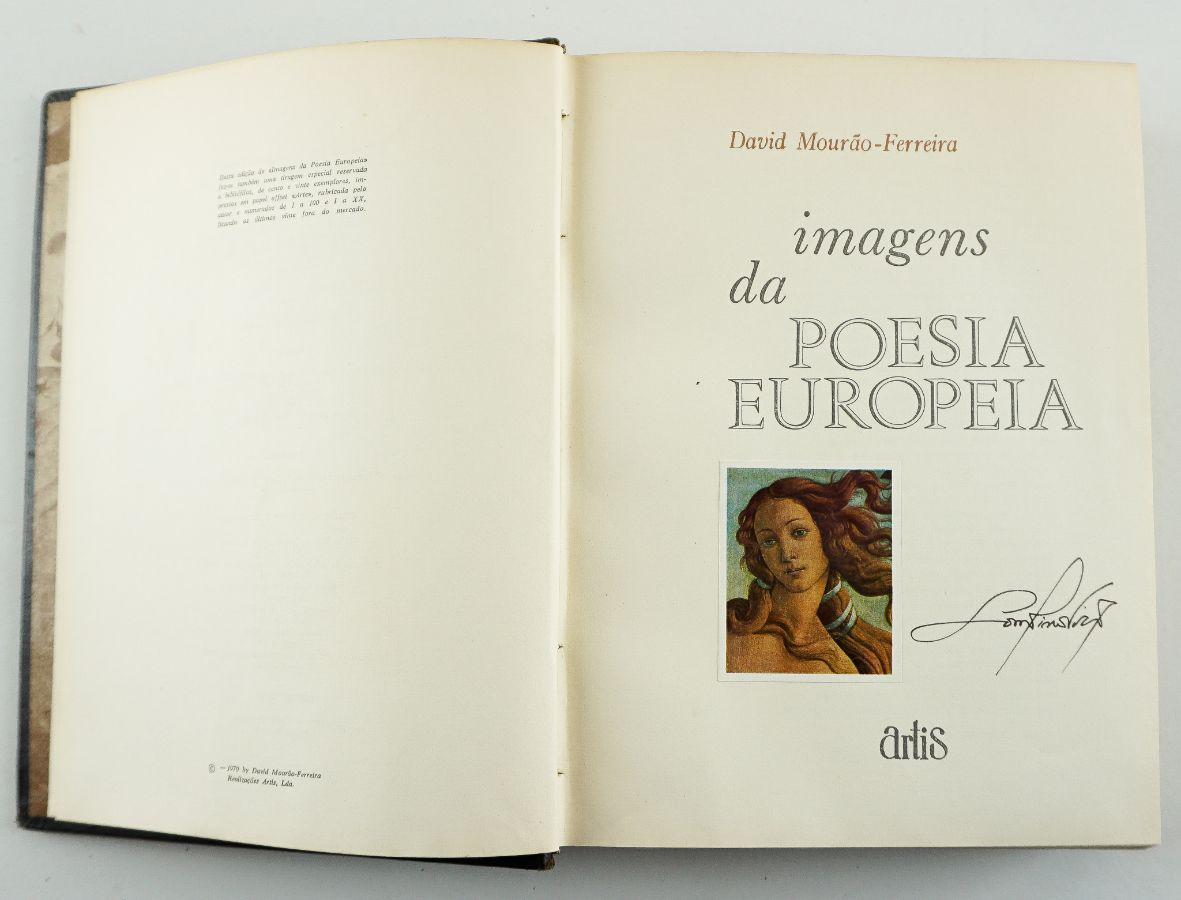 Desta edição de «Imagens da Poesia Europeia»
fez-se também uma tiragem especial reservada
a bibliófilos, de cento e vinte exemplares, im-
pressos em papel offset «Arte», rubricada pelo
autor e numerados de 1 a 100 e I a XX,
ficando os últimos vinte fora do mercado.
© — 1970 by David Mourão-Ferreira
Realizações Artis, Lda.
David Mourão-Ferreira
imagens
da
POESIA
EUROPEIA
artis